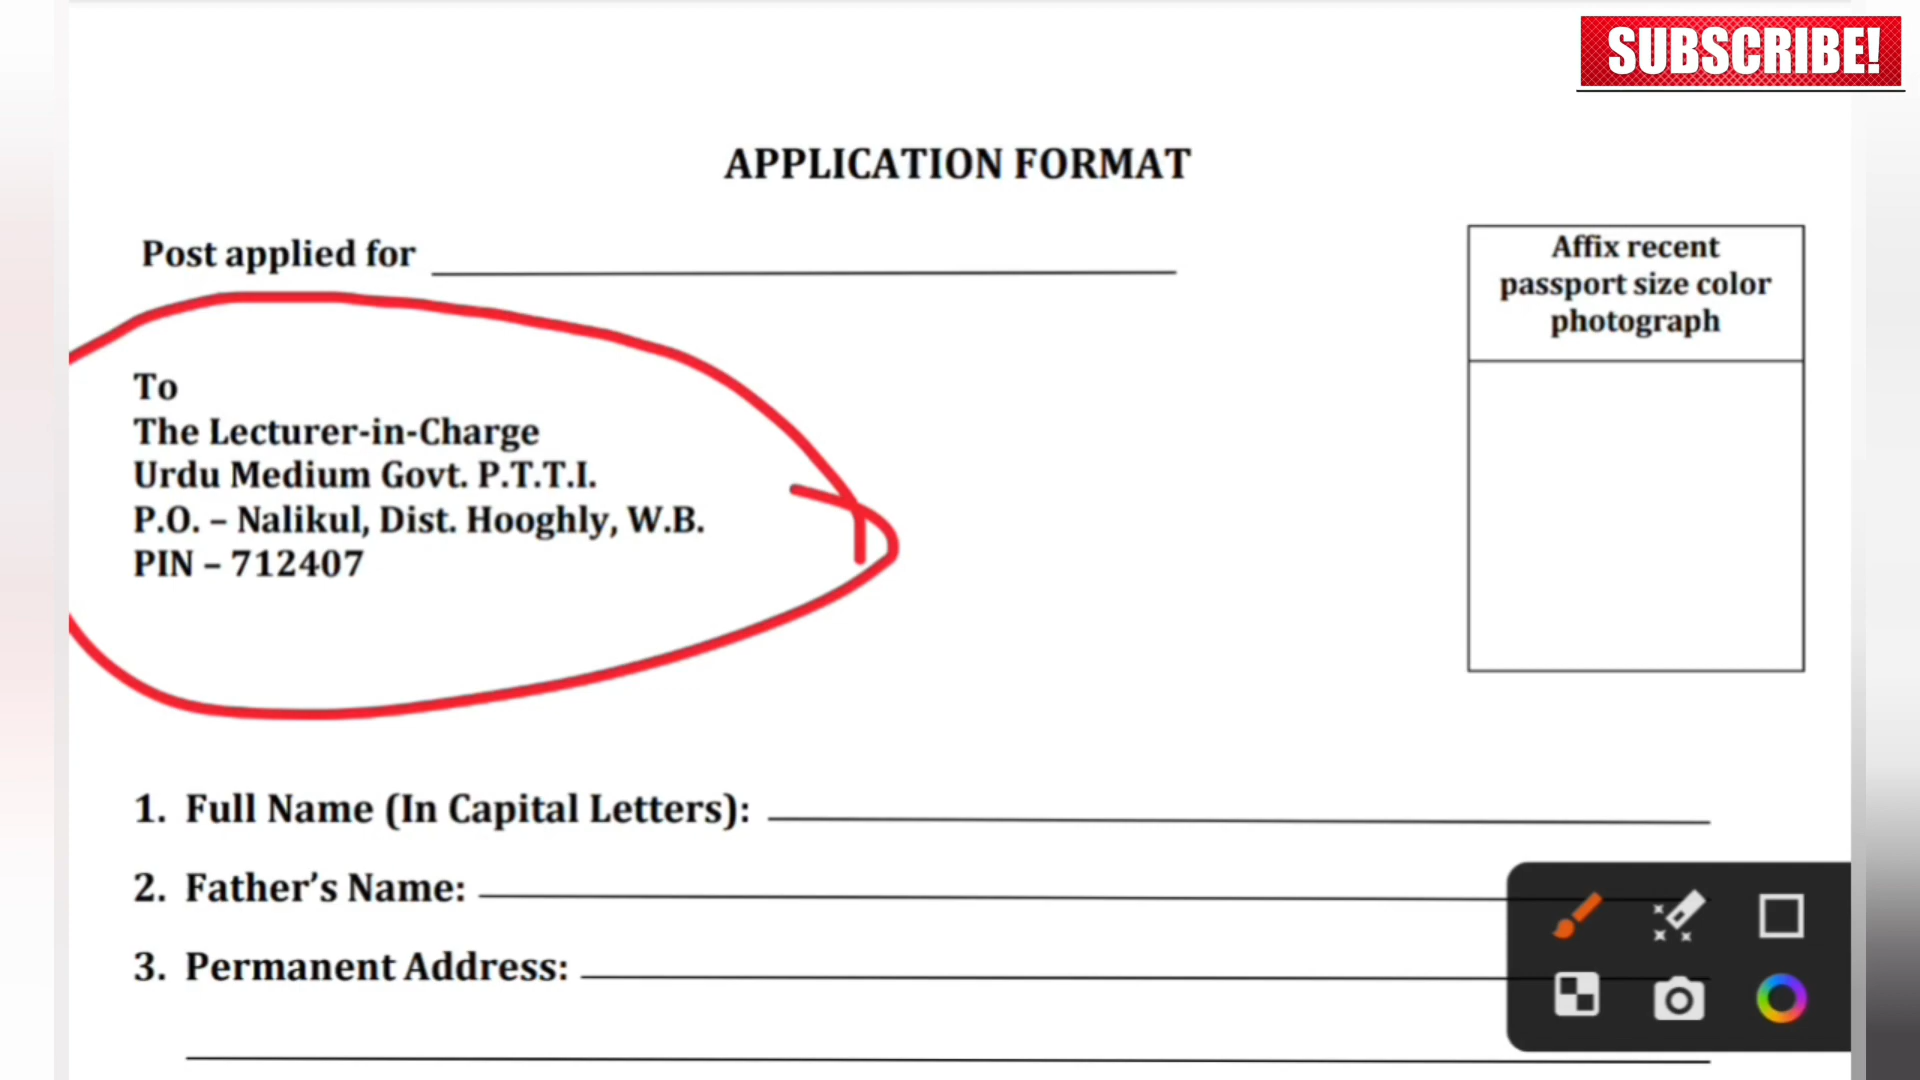 SUBSCRIBE!
APPLICATION FORMAT
Post applied for
Affix recent
passport size color
photograph
To
The Lecturer-in-Charge
Urdu Medium Govt. P.T.T.I.
P.O. – Nalikul, Dist. Hooghly, W.B.
PIN – 712407
1. Full Name (In Capital Letters):
2. Father’s Name:
3. Permanent Address: